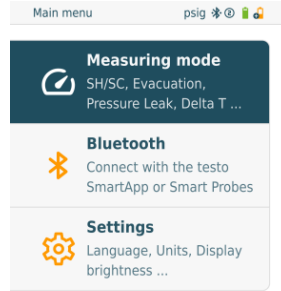 Main menu psig
Measuring mode
SH/SC, Evacuation,
Pressure Leak, Delta T ...
Bluetooth
Connect with the testo
SmartApp or Smart Probes
Settings
Language, Units, Display
brightness ...